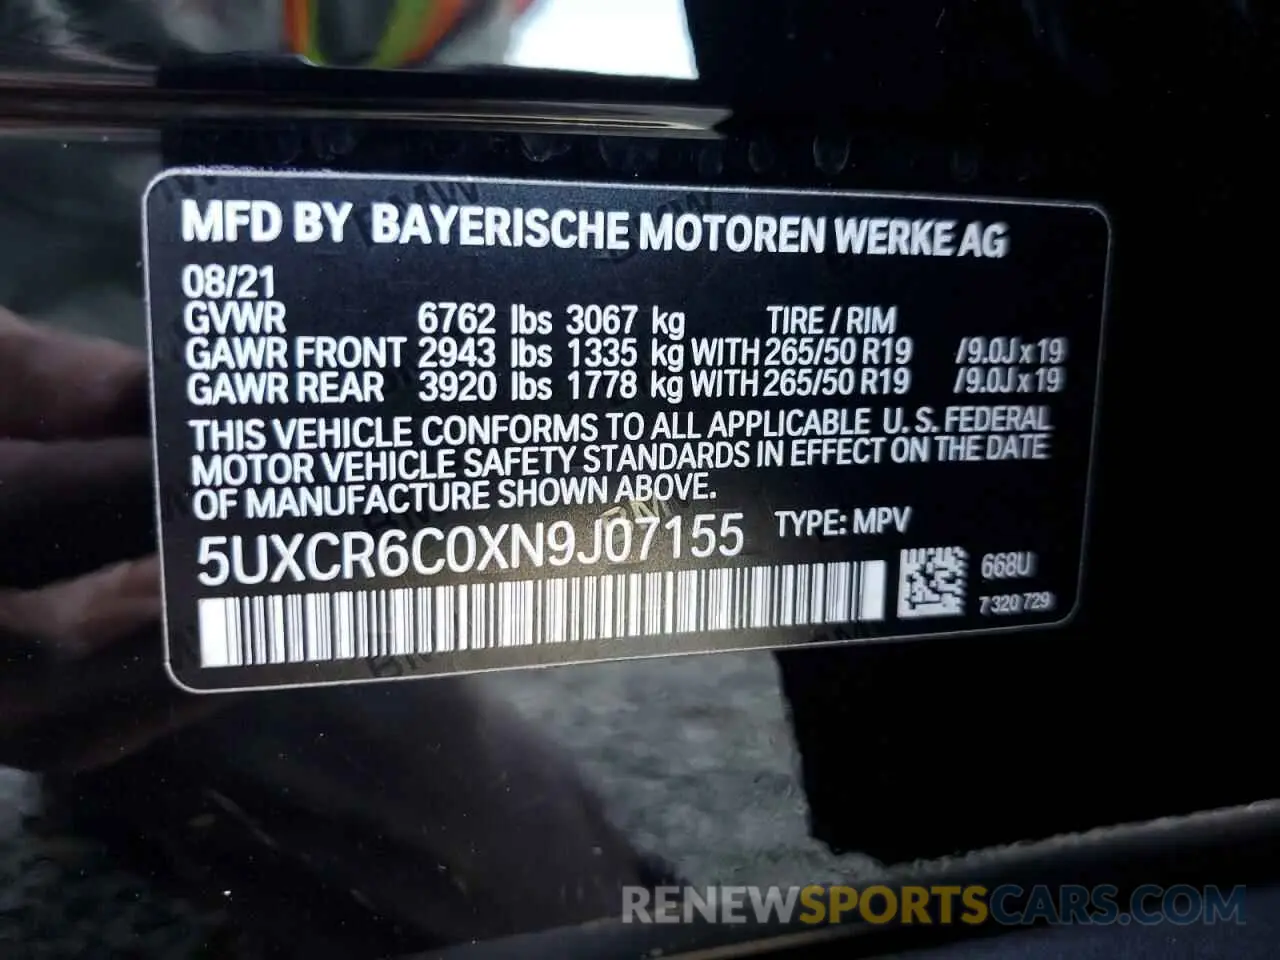 MFD BY BAYERISCHE MOTOREN WERKE AG
08/21
GVWR 6762 lbs 3067 kg TIRE / RIM
GAWR FRONT 2943 lbs 1335 kg WITH 265/50 R19 /9.0J x 19
GAWR REAR 3920 lbs 1778 kg WITH 265/50 R19 /9.0J x 19
THIS VEHICLE CONFORMS TO ALL APPLICABLE U. S. FEDERAL
MOTOR VEHICLE SAFETY STANDARDS IN EFFECT ON THE DATE
OF MANUFACTURE SHOWN ABOVE.
5UXCR6C0XN9J07155 TYPE: MPV
668U
7 320 729
RENEWSPORTSCARS.COM